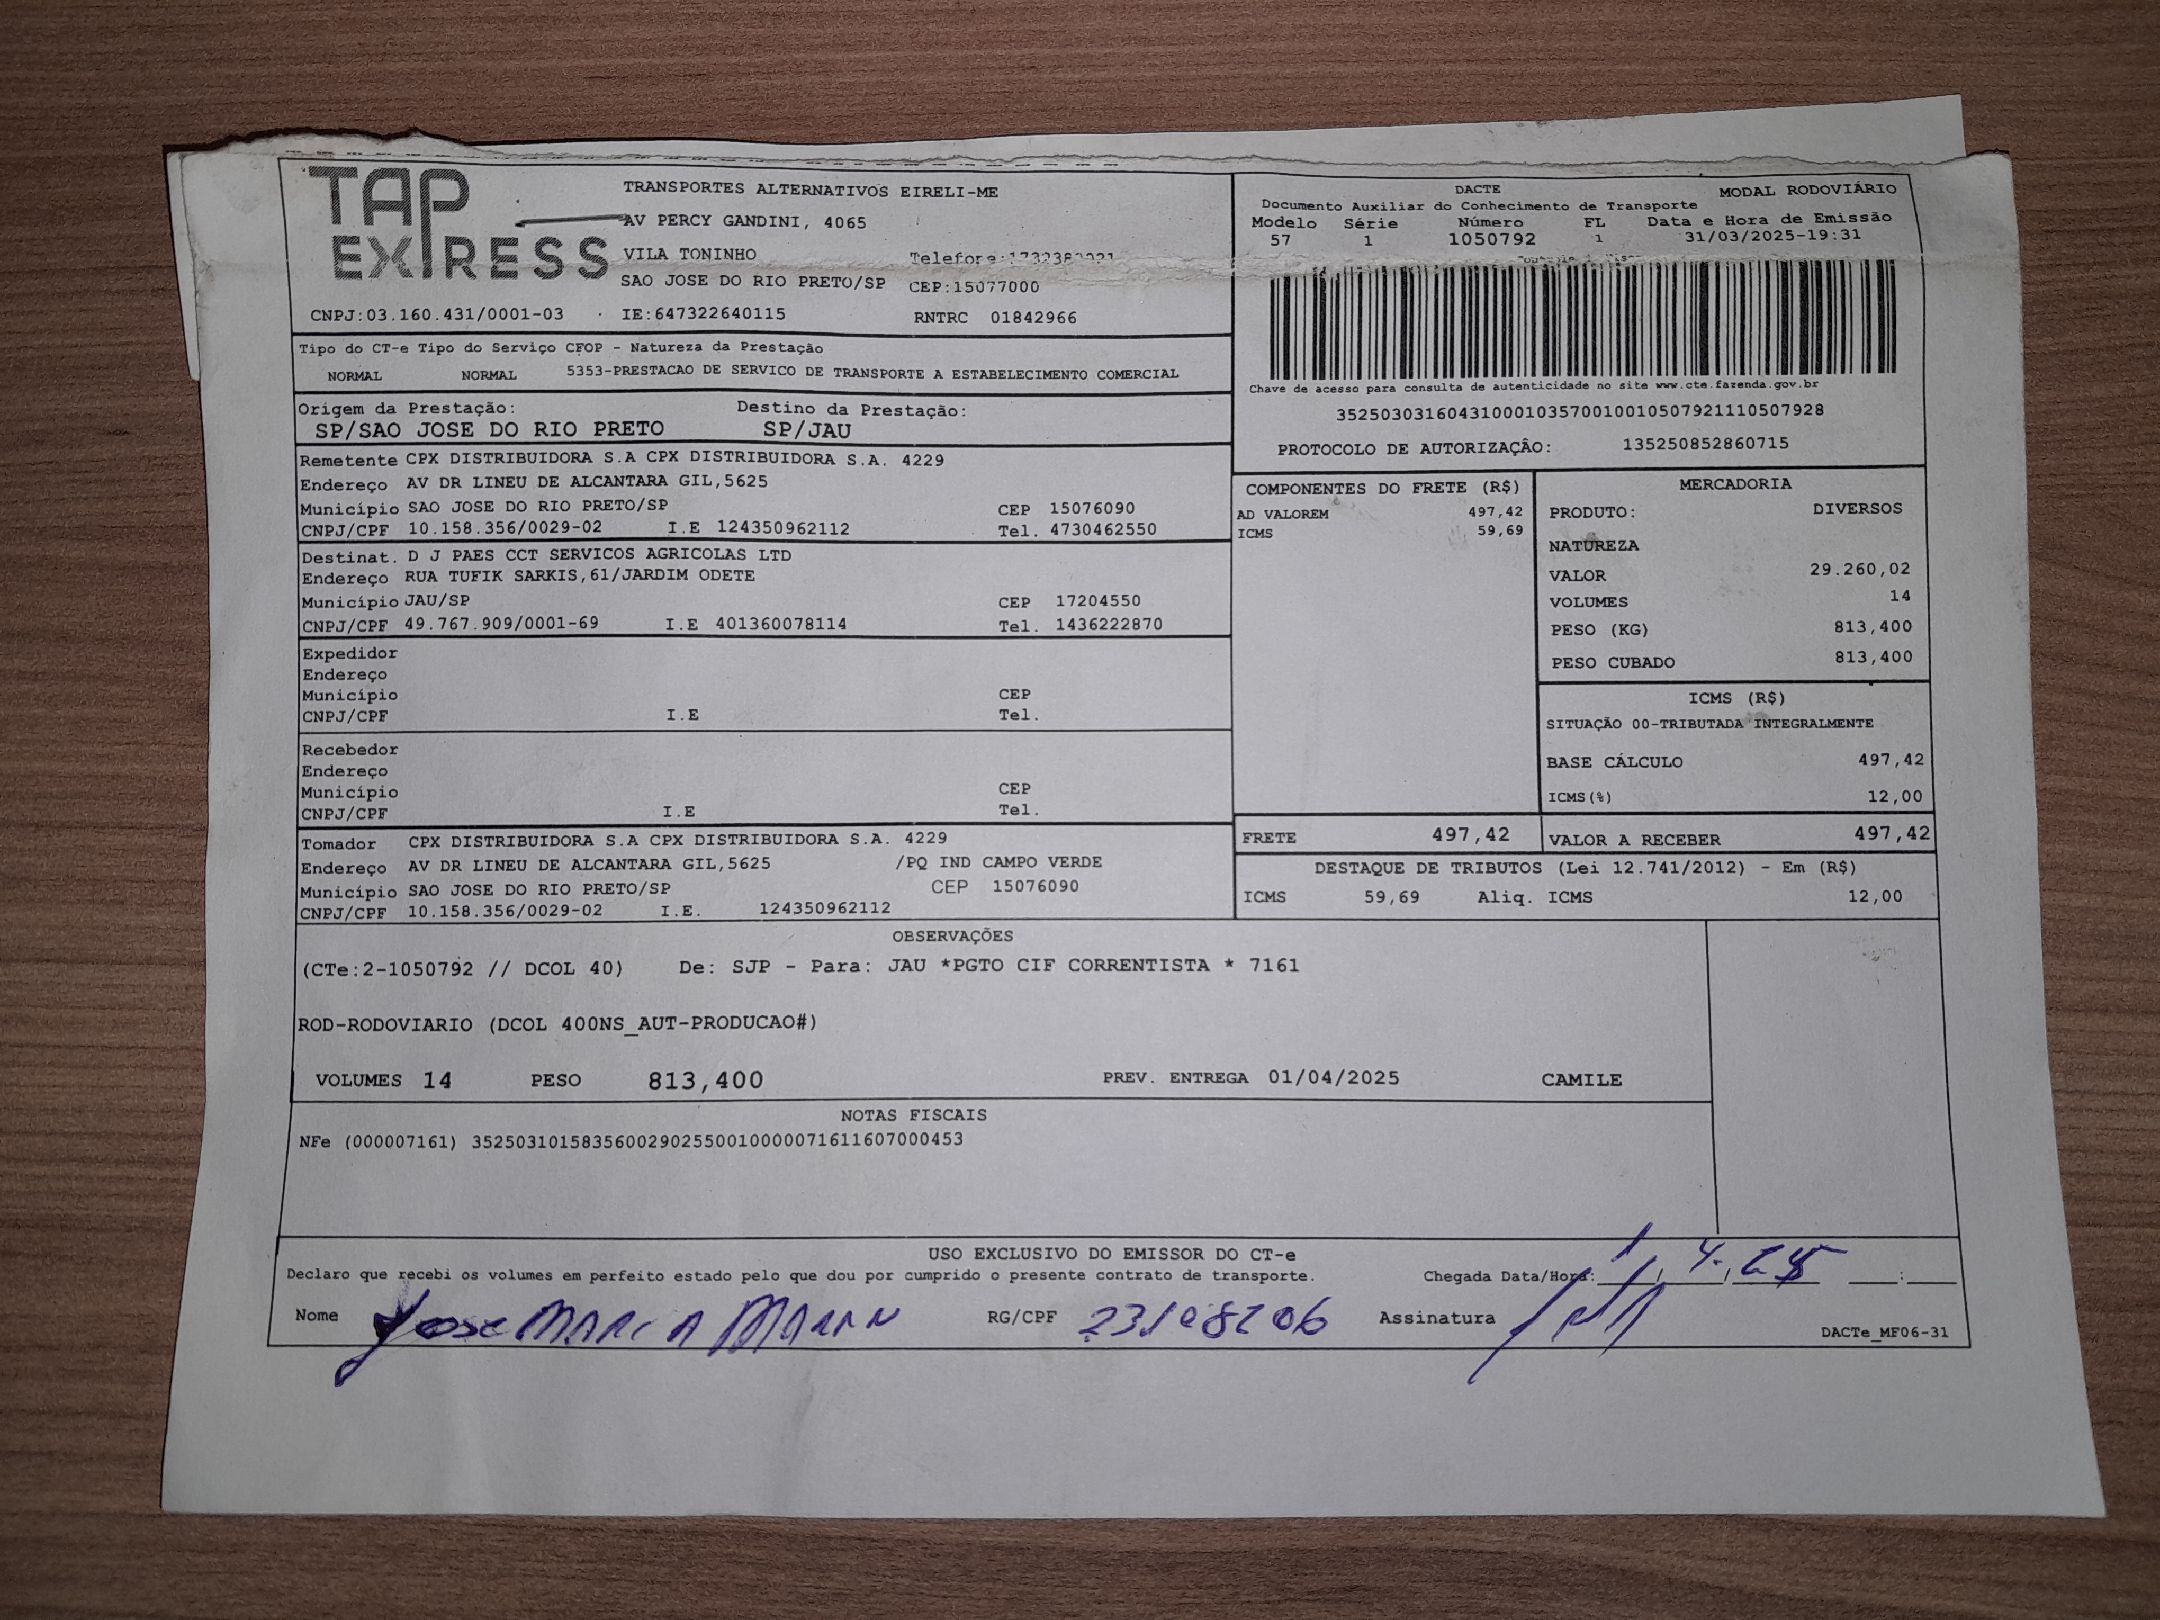 TAP
EXPRESS
TRANSPORTES ALTERNATIVOS EIRELI-ME
AV PERCY GANDINI, 4065
VILA TONINHO
SAO JOSE DO RIO PRETO/SP CEP:15077000
CNPJ:03.160.431/0001-03 IE:647322640115 RNTRC 01842966
DACTE MODAL RODOVIÁRIO
Documento Auxiliar do Conhecimento de Transporte
Modelo Série Número FL Data e Hora de Emissão
57 1 1050792 1 31/03/2025-19:31
Chave de acesso para consulta de autenticidade no site www.cte.fazenda.gov.br
35250303160431000103570010010507921110507928
PROTOCOLO DE AUTORIZAÇÃO: 135250852860715
Tipo do CT-e Tipo do Serviço CFOP - Natureza da Prestação
NORMAL NORMAL 5353-PRESTACAO DE SERVICO DE TRANSPORTE A ESTABELECIMENTO COMERCIAL
Origem da Prestação: Destino da Prestação:
SP/SAO JOSE DO RIO PRETO SP/JAU
Remetente CPX DISTRIBUIDORA S.A CPX DISTRIBUIDORA S.A. 4229
Endereço AV DR LINEU DE ALCANTARA GIL,5625
Município SAO JOSE DO RIO PRETO/SP CEP 15076090
CNPJ/CPF 10.158.356/0029-02 I.E 124350962112 Tel. 4730462550
Destinat. D J PAES CCT SERVICOS AGRICOLAS LTD
Endereço RUA TUFIK SARKIS,61/JARDIM ODETE
Município JAU/SP CEP 17204550
CNPJ/CPF 49.767.909/0001-69 I.E 401360078114 Tel. 1436222870
Expedidor
Endereço
Município CEP
CNPJ/CPF I.E Tel.
Recebedor
Endereço
Município CEP
CNPJ/CPF I.E Tel.
Tomador CPX DISTRIBUIDORA S.A CPX DISTRIBUIDORA S.A. 4229
Endereço AV DR LINEU DE ALCANTARA GIL,5625 /PQ IND CAMPO VERDE
Município SAO JOSE DO RIO PRETO/SP CEP 15076090
CNPJ/CPF 10.158.356/0029-02 I.E. 124350962112
COMPONENTES DO FRETE (R$)
AD VALOREM 497,42
ICMS 59,69
MERCADORIA
PRODUTO: DIVERSOS
NATUREZA
VALOR 29.260,02
VOLUMES 14
PESO (KG) 813,400
PESO CUBADO 813,400
ICMS (R$)
SITUAÇÃO 00-TRIBUTADA INTEGRALMENTE
BASE CÁLCULO 497,42
ICMS(%) 12,00
FRETE 497,42 VALOR A RECEBER 497,42
DESTAQUE DE TRIBUTOS (Lei 12.741/2012) - Em (R$)
ICMS 59,69 Aliq. ICMS 12,00
OBSERVAÇÕES
(CTe:2-1050792 // DCOL 40) De: SJP - Para: JAU *PGTO CIF CORRENTISTA * 7161
ROD-RODOVIARIO (DCOL 400NS_AUT-PRODUCAO#)
VOLUMES 14 PESO 813,400 PREV. ENTREGA 01/04/2025 CAMILE
NOTAS FISCAIS
NFe (000007161) 35250310158356002902550010000071611607000453
USO EXCLUSIVO DO EMISSOR DO CT-e
Declaro que recebi os volumes em perfeito estado pelo que dou por cumprido o presente contrato de transporte. Chegada Data/Hora:
Nome Jose MARIA RG/CPF Assinatura
DACTe_MF06-31